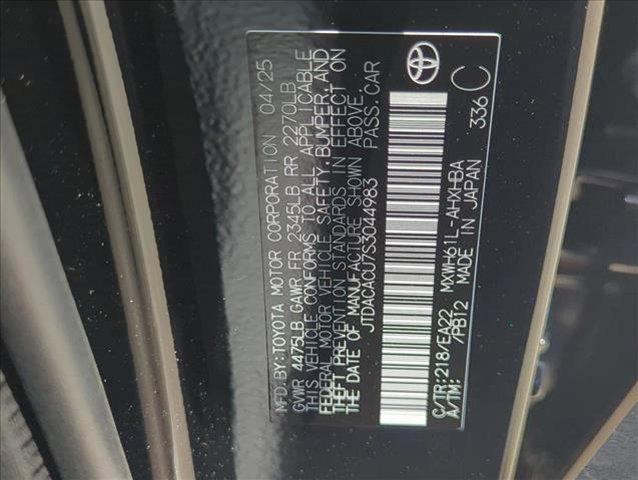 MFD.BY:TOYOTA MOTOR CORPORATION 04/25
GVWR 4475LB GAWR FR 2345LB RR 2270LB
THIS VEHICLE CONFORMS TO ALL APPLICABLE
FEDERAL MOTOR VEHICLE SAFETY,BUMPER,AND
THEFT PREVENTION STANDARDS IN EFFECT ON
THE DATE OF MANUFACTURE SHOWN ABOVE.
JTDACACU7S3044983 PASS.CAR
C/TR:218/EA22 MXWH61L-AHXHBA
A/TM: /PB12 MADE IN JAPAN 336 C